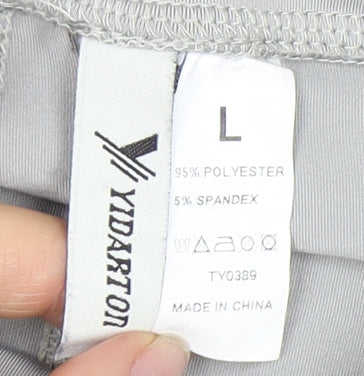 YIDARTON
L
95% POLYESTER
5% SPANDEX
TY0389
MADE IN CHINA